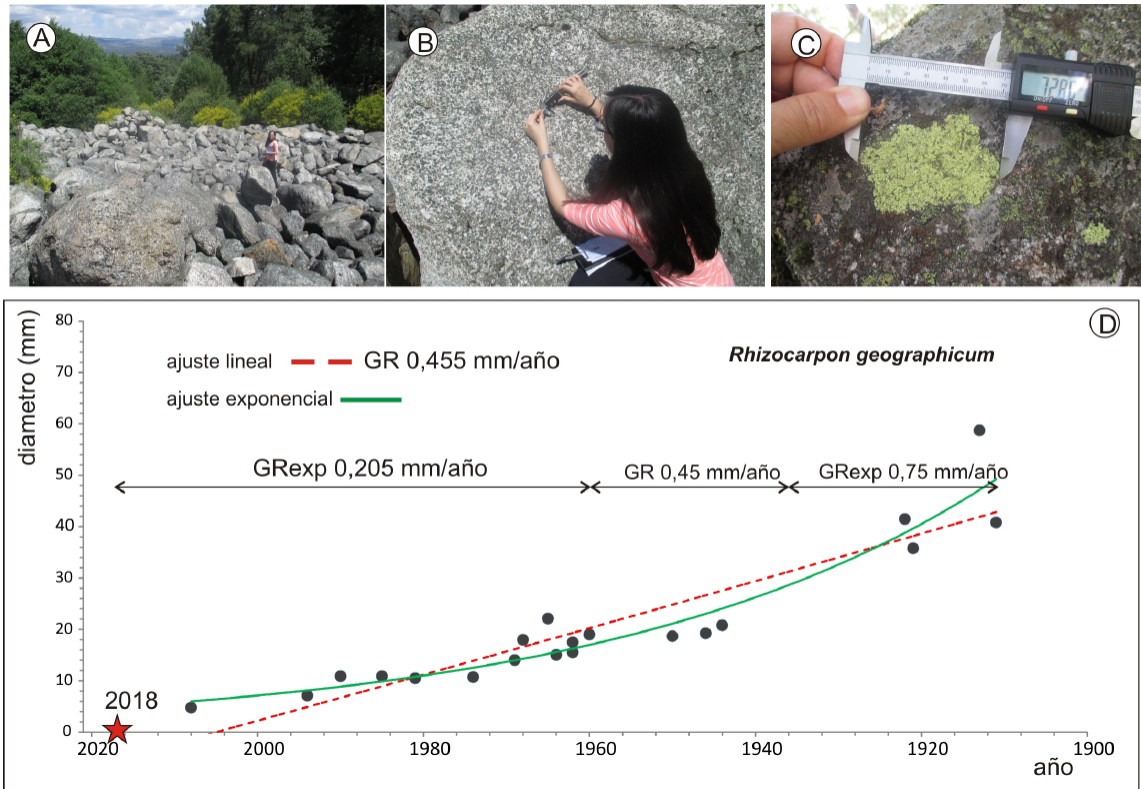 A
B
C
D
80
70
60
50
40
30
20
10
0
diametro (mm)
ajuste lineal GR 0,455 mm/año
ajuste exponencial
Rhizocarpon geographicum
GRexp 0,205 mm/año
GR 0,45 mm/año
GRexp 0,75 mm/año
2018
2020 2000 1980 1960 1940 1920 1900
año